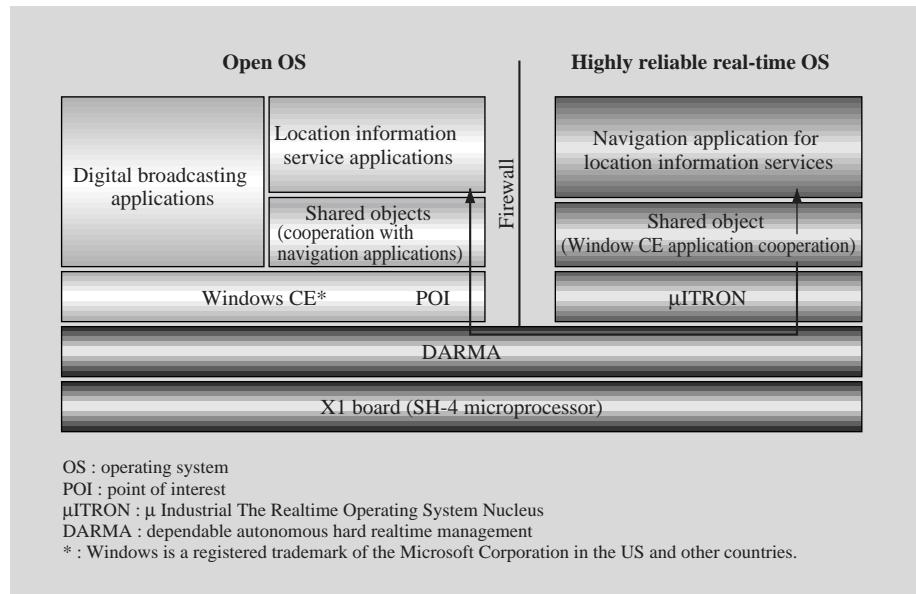 Open OS
Highly reliable real-time OS
Digital broadcasting
applications
Location information
service applications
Shared objects
(cooperation with
navigation applications)
Windows CE*
POI
Firewall
Navigation application for
location information services
Shared object
(Window CE application cooperation)
μITRON
DARMA
X1 board (SH-4 microprocessor)
OS : operating system
POI : point of interest
μITRON : μ Industrial The Realtime Operating System Nucleus
DARMA : dependable autonomous hard realtime management
* : Windows is a registered trademark of the Microsoft Corporation in the US and other countries.